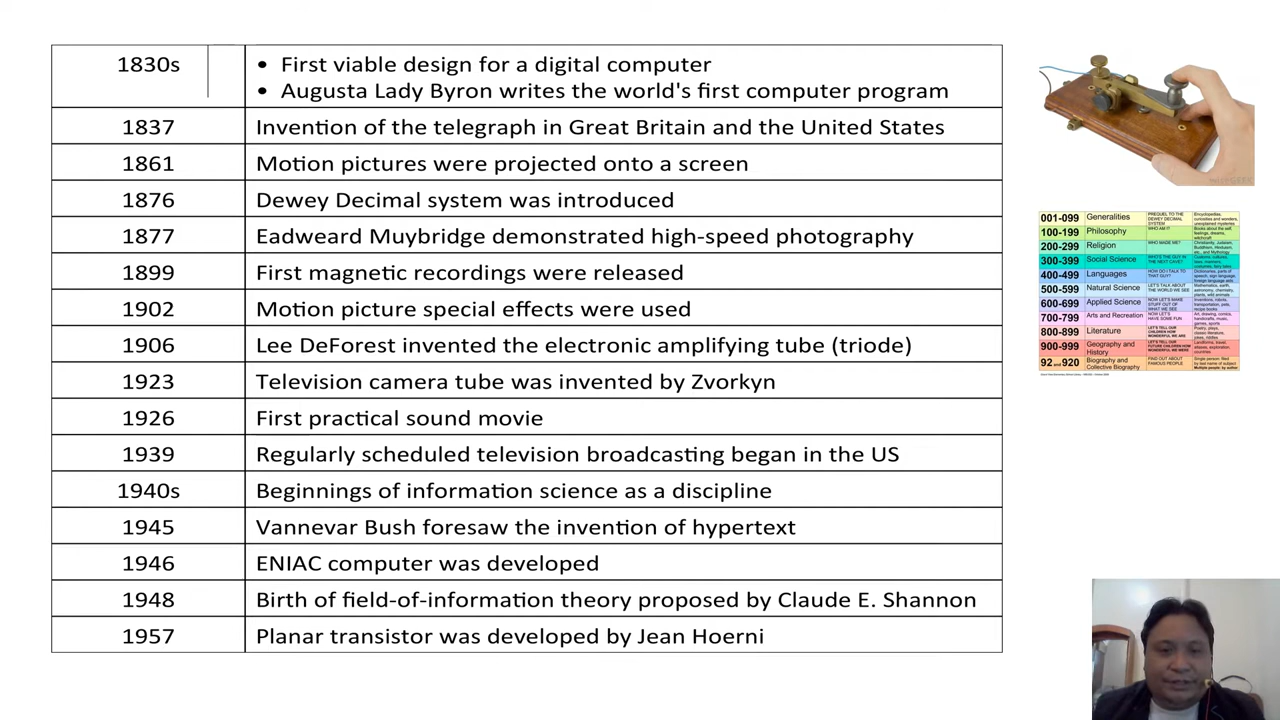 1830s
• First viable design for a digital computer
• Augusta Lady Byron writes the world's first computer program
1837 Invention of the telegraph in Great Britain and the United States
1861 Motion pictures were projected onto a screen
1876 Dewey Decimal system was introduced
1877 Eadweard Muybridge demonstrated high-speed photography
1899 First magnetic recordings were released
1902 Motion picture special effects were used
1906 Lee DeForest invented the electronic amplifying tube (triode)
1923 Television camera tube was invented by Zvorkyn
1926 First practical sound movie
1939 Regularly scheduled television broadcasting began in the US
1940s Beginnings of information science as a discipline
1945 Vannevar Bush foresaw the invention of hypertext
1946 ENIAC computer was developed
1948 Birth of field-of-information theory proposed by Claude E. Shannon
1957 Planar transistor was developed by Jean Hoerni
001-099 Generalities
100-199 Philosophy WHO AM I?
200-299 Religion WHO MADE ME?
300-399 Social Science
400-499 Languages
500-599 Natural Science
600-699 Applied Science
700-799 Arts and Recreation
800-899 Literature
900-999 Geography and
History
92 and 920 Biography and
Collective Biography